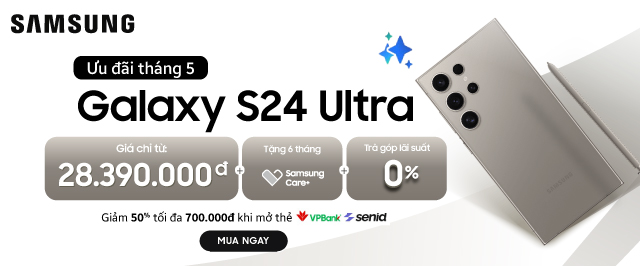 SAMSUNG
Ưu đãi tháng 5
Galaxy S24 Ultra
Giá chỉ từ:
28.390.000đ
+
Tặng 6 tháng
Samsung
Care+
+
Trả góp lãi suất
0%
Giảm 50% tối đa 700.000đ khi mở thẻ VPBank senid
MUA NGAY